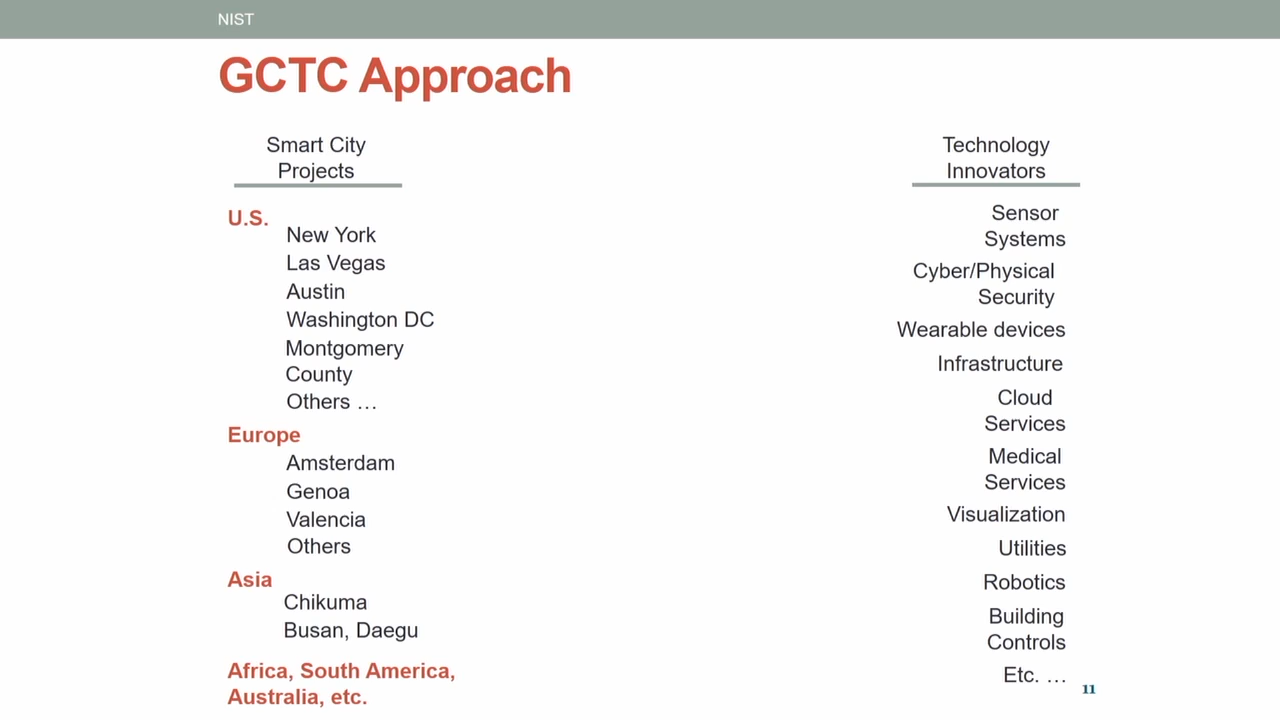 NIST
GCTC Approach
Smart City
Projects
U.S.
New York
Las Vegas
Austin
Washington DC
Montgomery
County
Others …
Europe
Amsterdam
Genoa
Valencia
Others
Asia
Chikuma
Busan, Daegu
Africa, South America,
Australia, etc.
Technology
Innovators
Sensor
Systems
Cyber/Physical
Security
Wearable devices
Infrastructure
Cloud
Services
Medical
Services
Visualization
Utilities
Robotics
Building
Controls
Etc. …
11